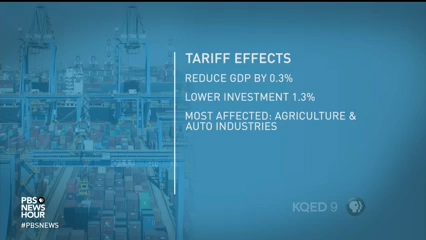 TARIFF EFFECTS
REDUCE GDP BY 0.3%
LOWER INVESTMENT 1.3%
MOST AFFECTED: AGRICULTURE &
AUTO INDUSTRIES
PBS
NEWS
HOUR
#PBSNEWS
KQED 9
PBS